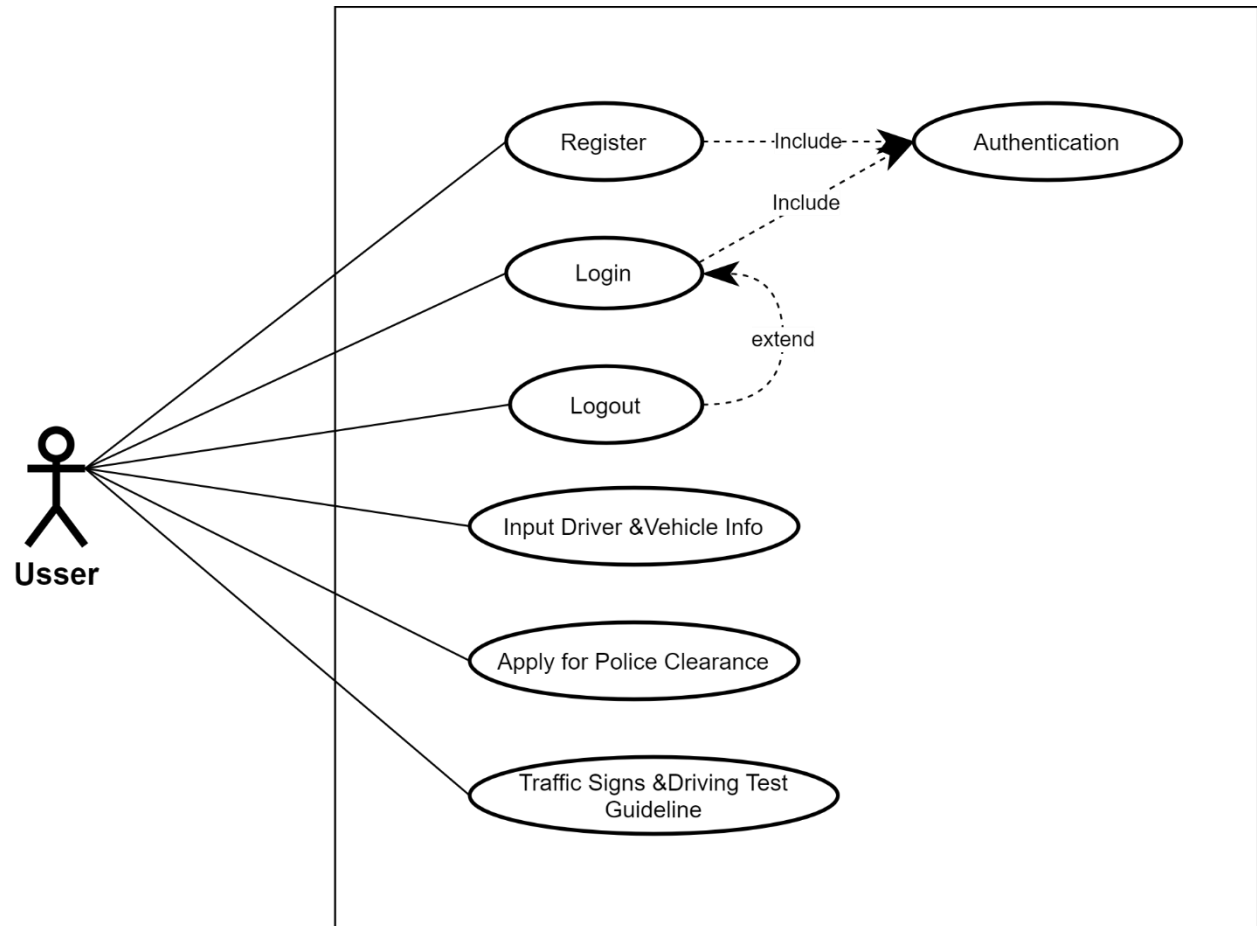 Register
Include
Authentication
Include
Login
extend
Logout
Input Driver &Vehicle Info
Usser
Apply for Police Clearance
Traffic Signs &Driving Test
Guideline